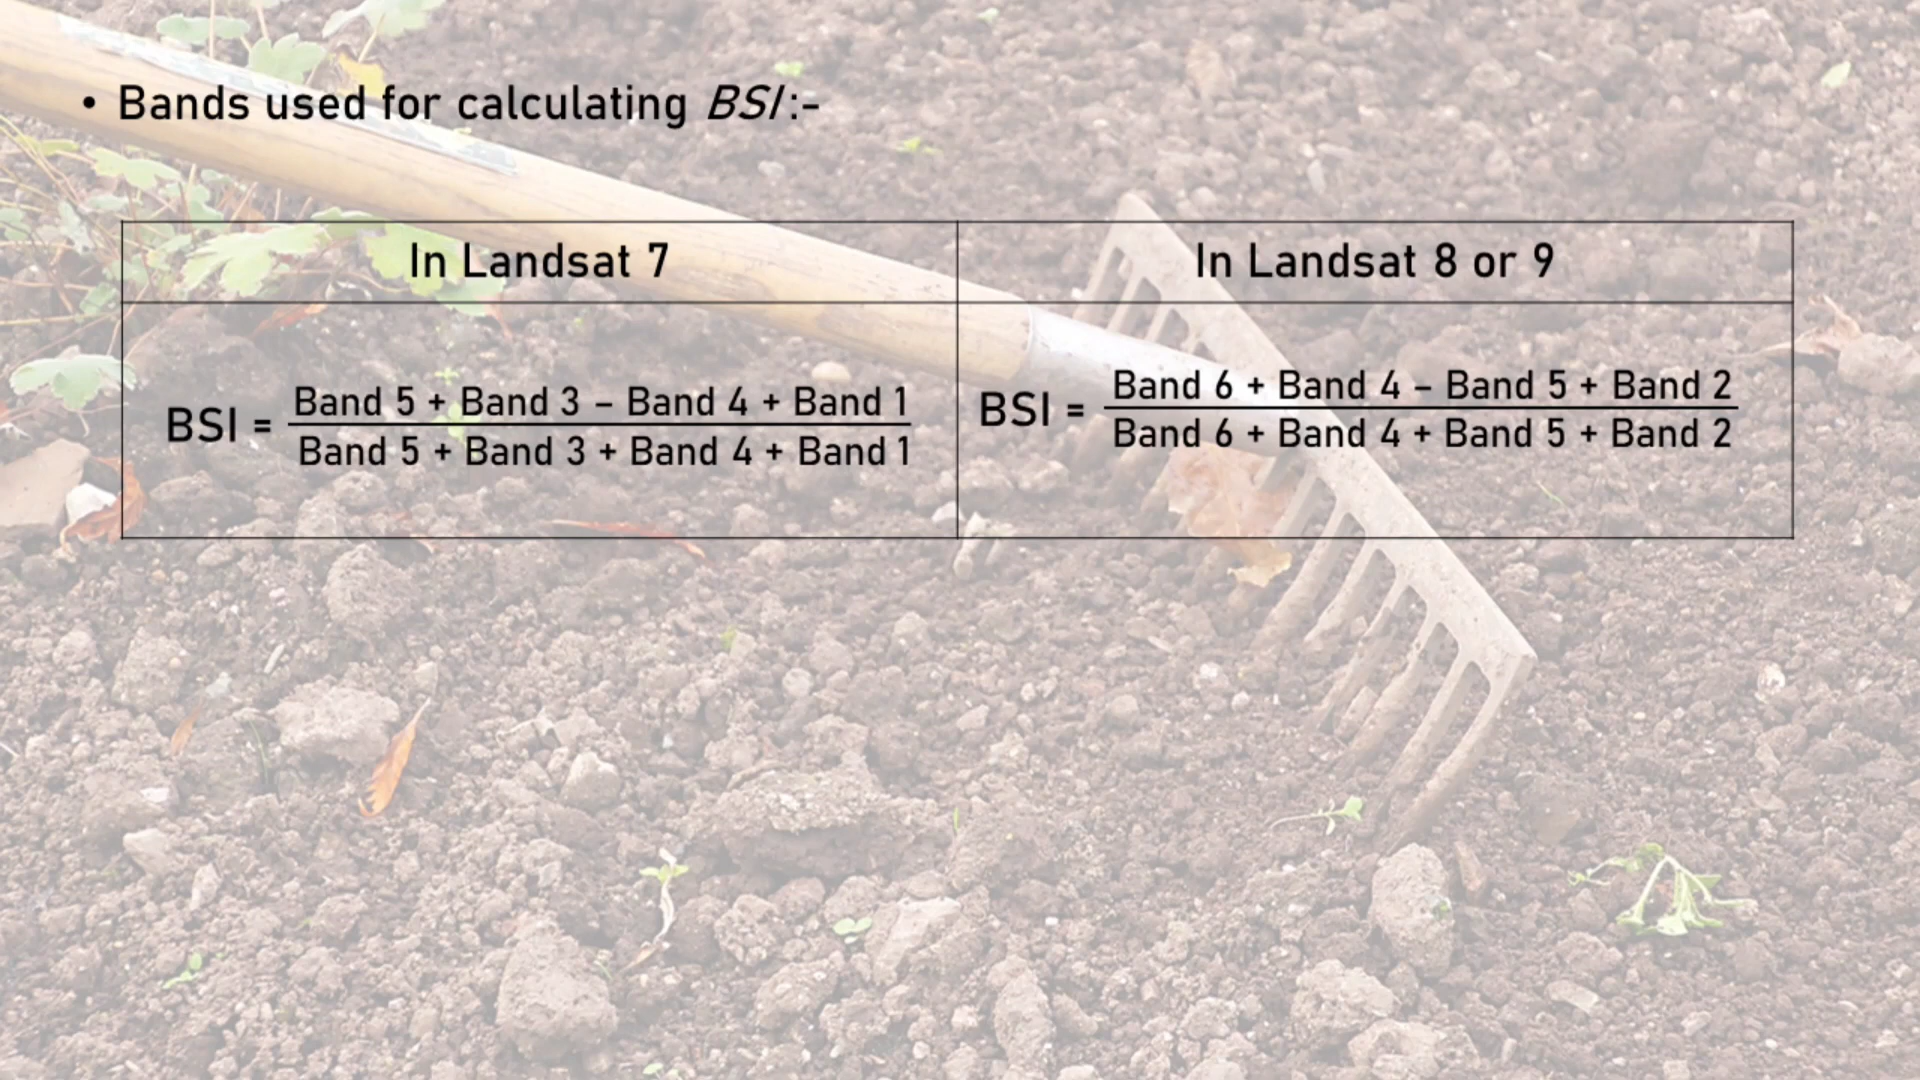 • Bands used for calculating BSI:-
In Landsat 7
In Landsat 8 or 9
BSI = Band 5 + Band 3 – Band 4 + Band 1
Band 5 + Band 3 + Band 4 + Band 1
BSI = Band 6 + Band 4 – Band 5 + Band 2
Band 6 + Band 4 + Band 5 + Band 2